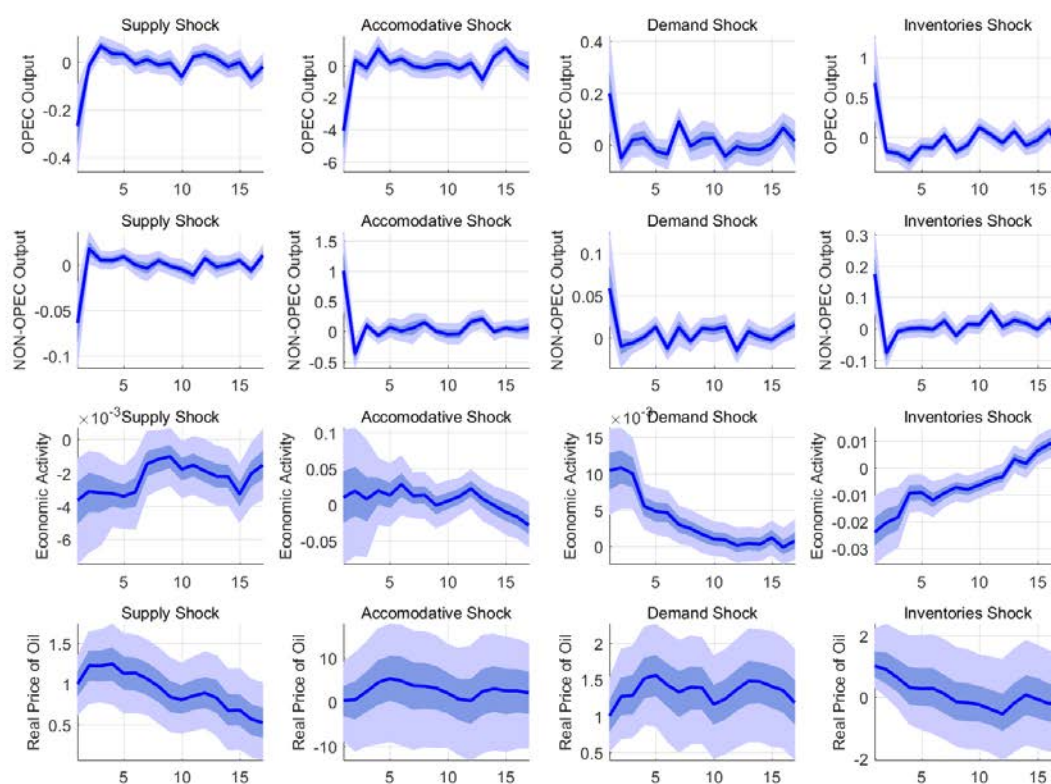 Supply Shock
OPEC Output
0
-0.2
-0.4
5 10 15
Accomodative Shock
OPEC Output
0
-2
-4
-6
5 10 15
Demand Shock
OPEC Output
0.4
0.2
0
5 10 15
Inventories Shock
OPEC Output
1
0.5
0
5 10 15
Supply Shock
NON-OPEC Output
0
-0.05
-0.1
5 10 15
Accomodative Shock
NON-OPEC Output
1.5
1
0.5
0
-0.5
5 10 15
Demand Shock
NON-OPEC Output
0.1
0.05
0
5 10 15
Inventories Shock
NON-OPEC Output
0.3
0.2
0.1
0
-0.1
5 10 15
×10⁻³ Supply Shock
Economic Activity
0
-2
-4
-6
5 10 15
Accomodative Shock
Economic Activity
0.1
0.05
0
-0.05
5 10 15
×10⁻³ Demand Shock
Economic Activity
15
10
5
0
5 10 15
Inventories Shock
Economic Activity
0.01
0
-0.01
-0.02
-0.03
5 10 15
Supply Shock
Real Price of Oil
1.5
1
0.5
5 10 15
Accomodative Shock
Real Price of Oil
10
0
-10
5 10 15
Demand Shock
Real Price of Oil
2
1.5
1
0.5
5 10 15
Inventories Shock
Real Price of Oil
2
0
-2
5 10 15